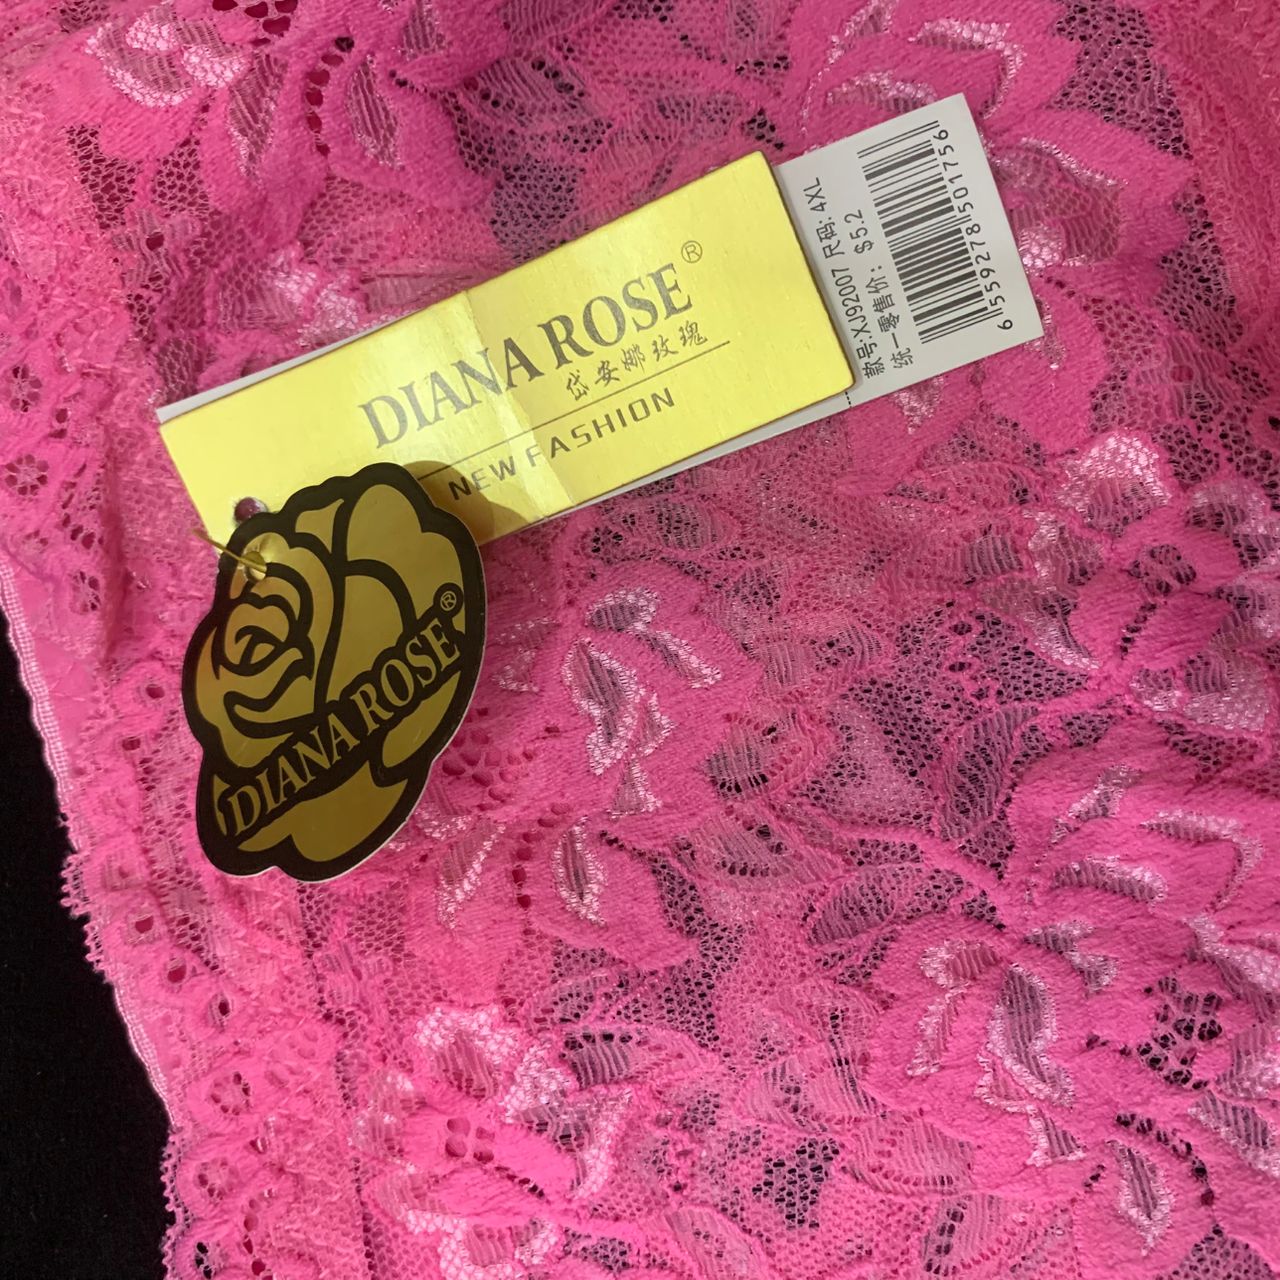 DIANA ROSE®
岱安娜玫瑰
NEW FASHION
DIANA ROSE®
款号:XJ9207 尺码: 4XL
统一零售价: $5.2
6559278501756